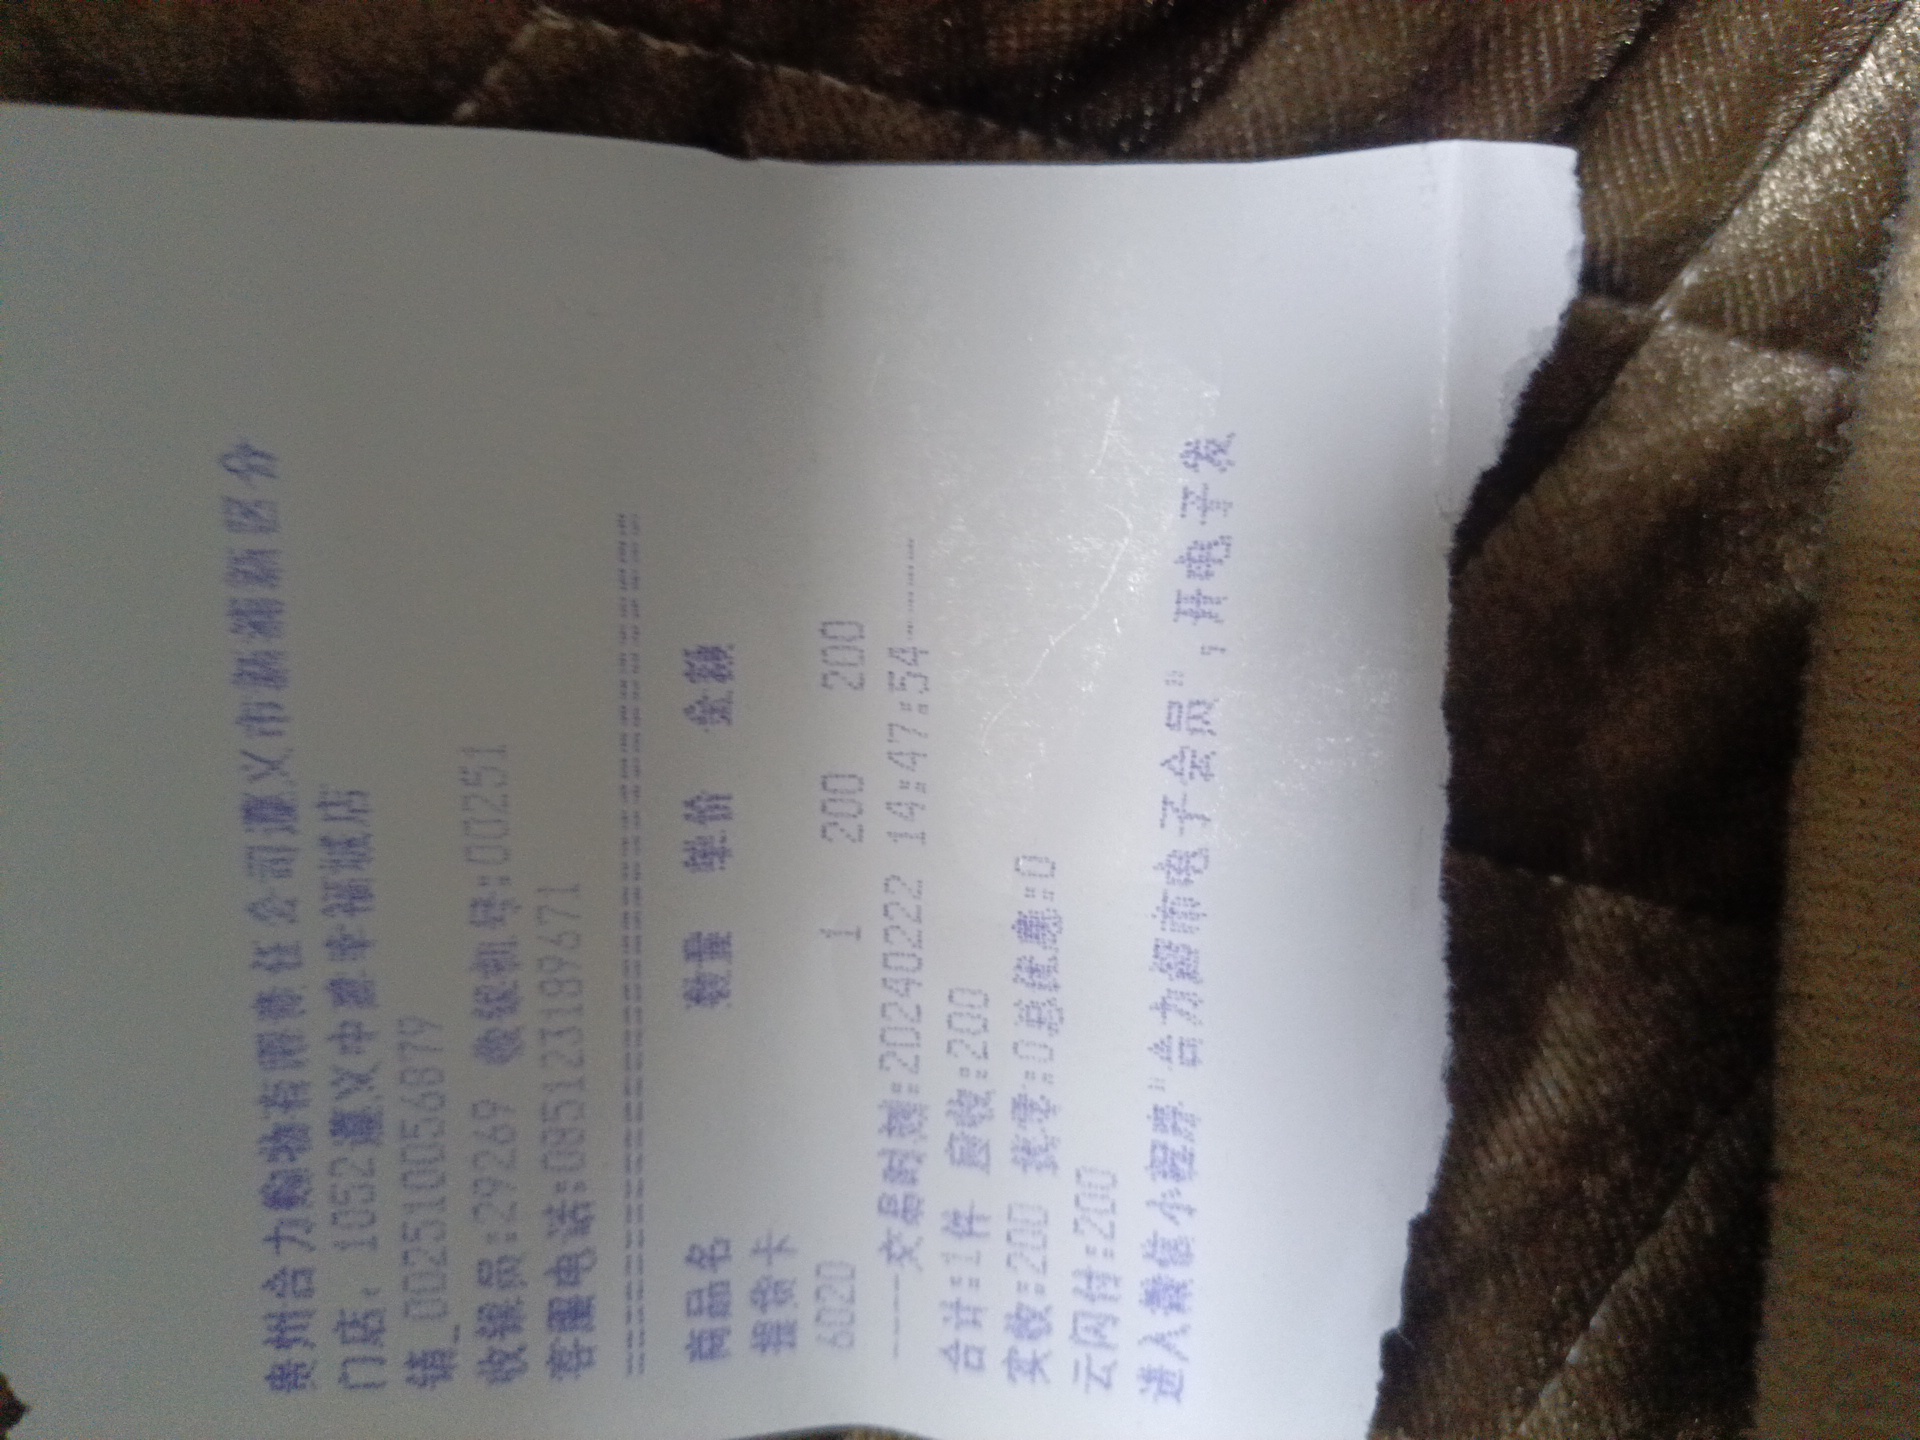 贵州合力购物有限责任公司遵义市新蒲新区分
门店: 1052遵义中建幸福城店
销_002510056879
收银员:29269 收银机号:00251
客服电话:085123189671
==============================
商品名 数量 单价 金额
提货卡
6020 1 200 200
-----交易时间:20240222 14:47:54-----
合计:1件 应收:200
实收:200 找零:0总优惠:0
云闪付:200
进入微信小程序"合力超市电子会员",开电子发